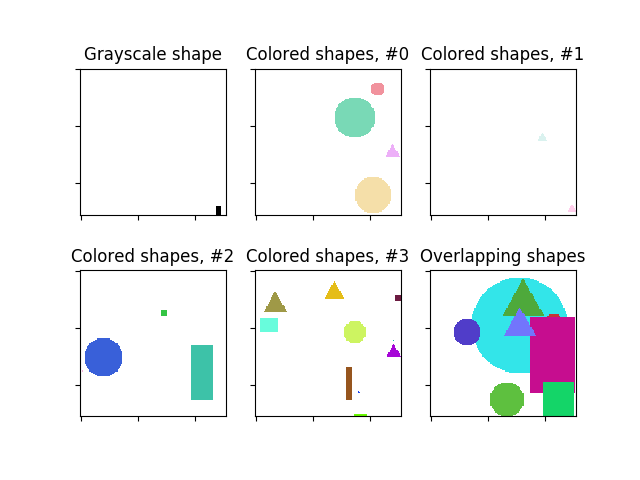 Grayscale shape
Colored shapes, #0
Colored shapes, #1
Colored shapes, #2
Colored shapes, #3
Overlapping shapes